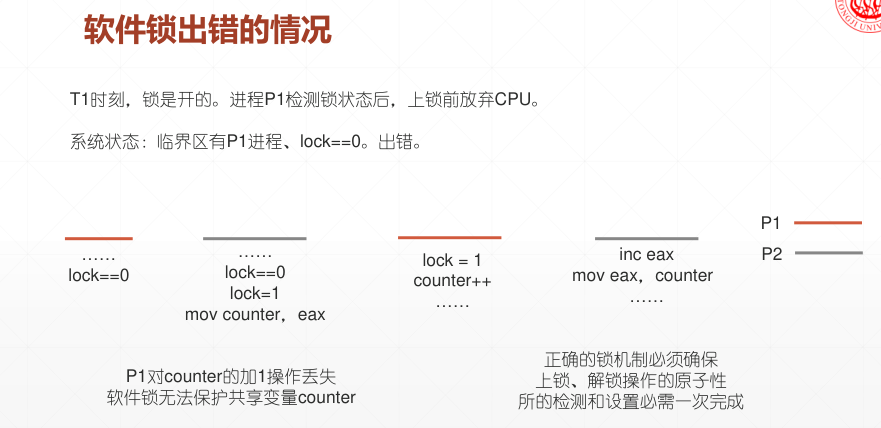 软件锁出错的情况
T1时刻，锁是开的。进程P1检测锁状态后，上锁前放弃CPU。
系统状态：临界区有P1进程、lock==0。出错。
P1
P2
……
lock==0
……
lock==0
lock=1
mov counter，eax
lock = 1
counter++
……
inc eax
mov eax，counter
……
P1对counter的加1操作丢失
软件锁无法保护共享变量counter
正确的锁机制必须确保
上锁、解锁操作的原子性
所的检测和设置必需一次完成